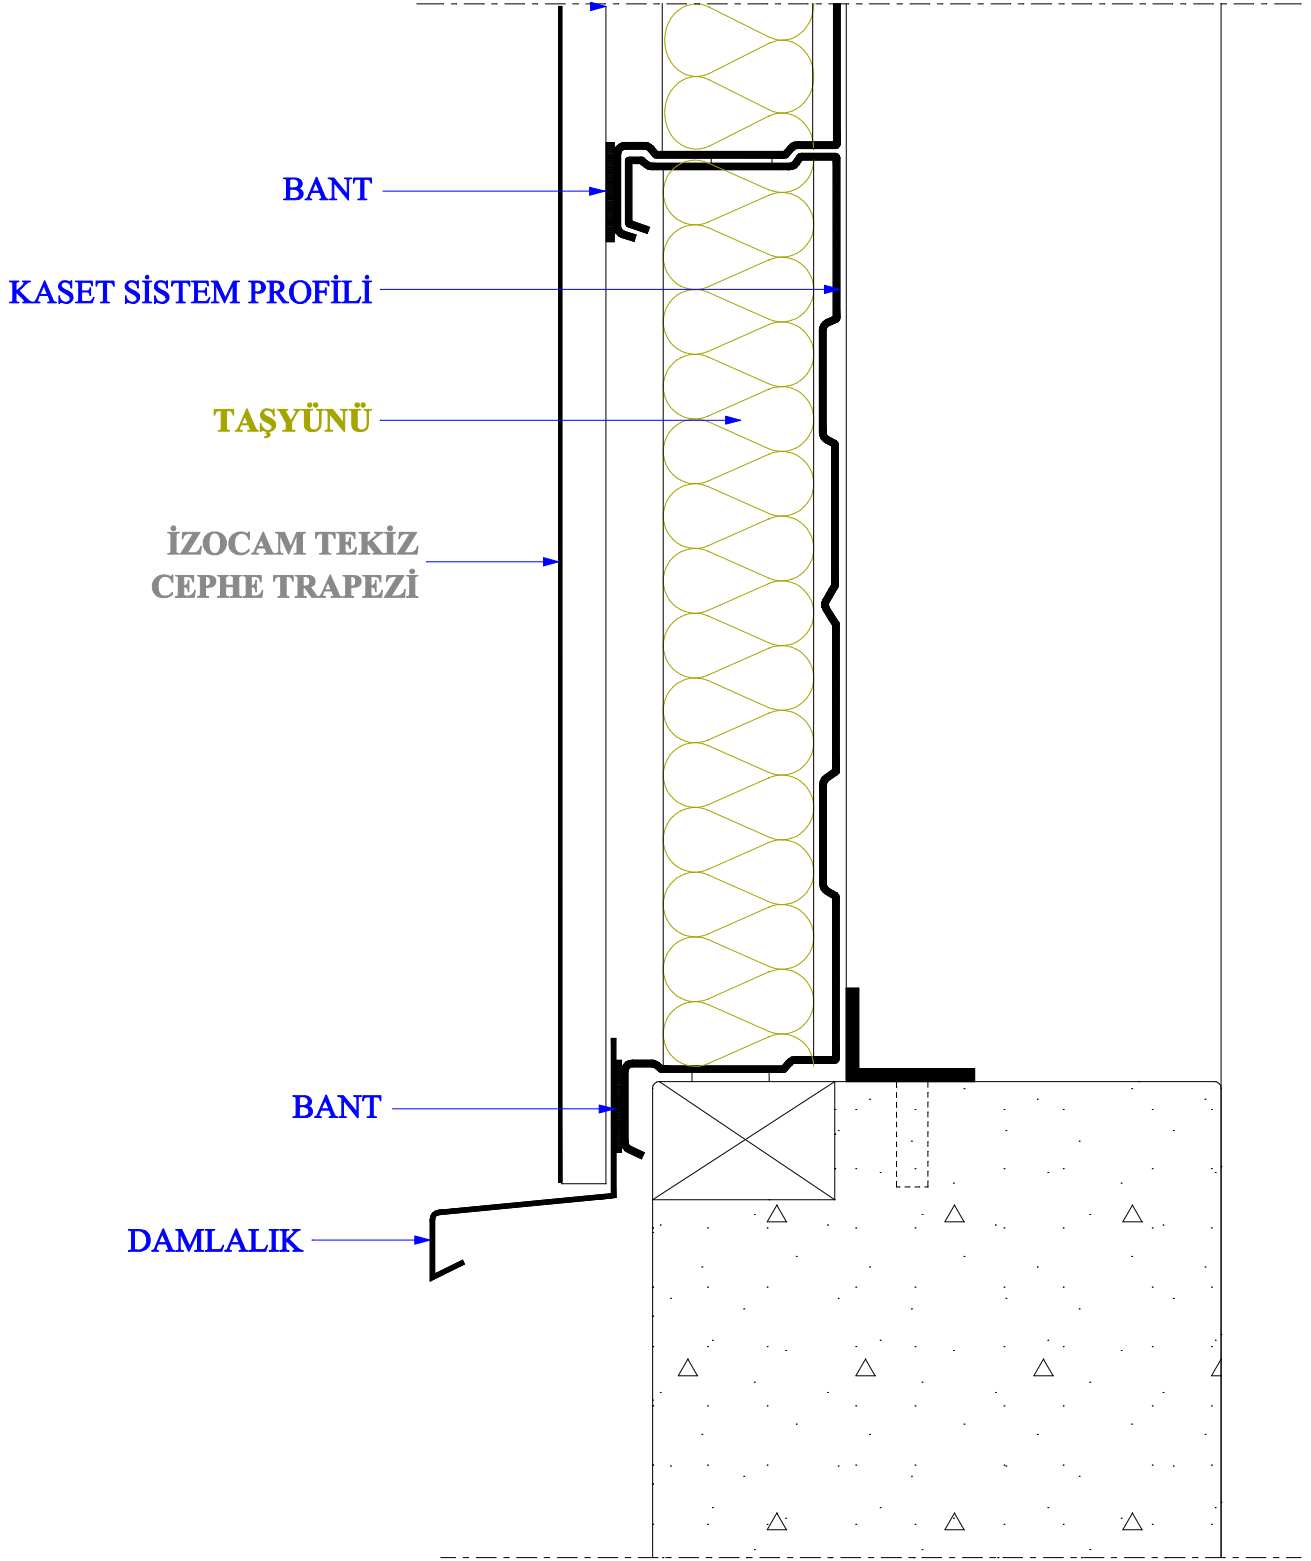 BANT
KASET SİSTEM PROFİLİ
TAŞYÜNÜ
İZOCAM TEKİZ
CEPHE TRAPEZİ
BANT
DAMLALIK